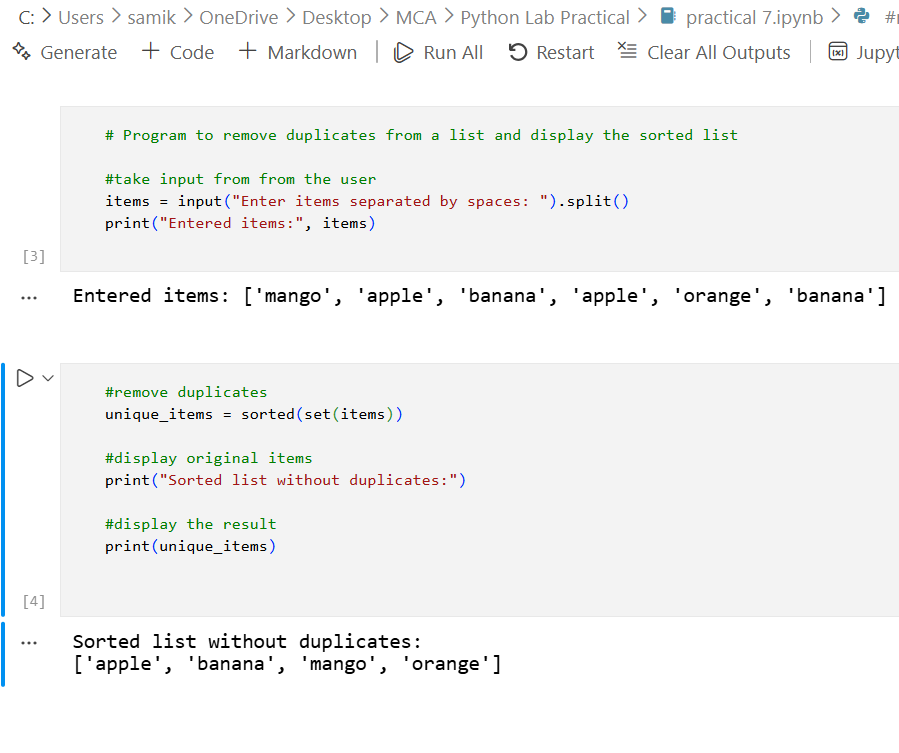 C: > Users > samik > OneDrive > Desktop > MCA > Python Lab Practical > practical 7.ipynb >
Generate + Code + Markdown | Run All Restart Clear All Outputs |
# Program to remove duplicates from a list and display the sorted list
#take input from from the user
items = input("Enter items separated by spaces: ").split()
print("Entered items:", items)
[3]
... Entered items: ['mango', 'apple', 'banana', 'apple', 'orange', 'banana']
#remove duplicates
unique_items = sorted(set(items))
#display original items
print("Sorted list without duplicates:")
#display the result
print(unique_items)
[4]
... Sorted list without duplicates:
['apple', 'banana', 'mango', 'orange']